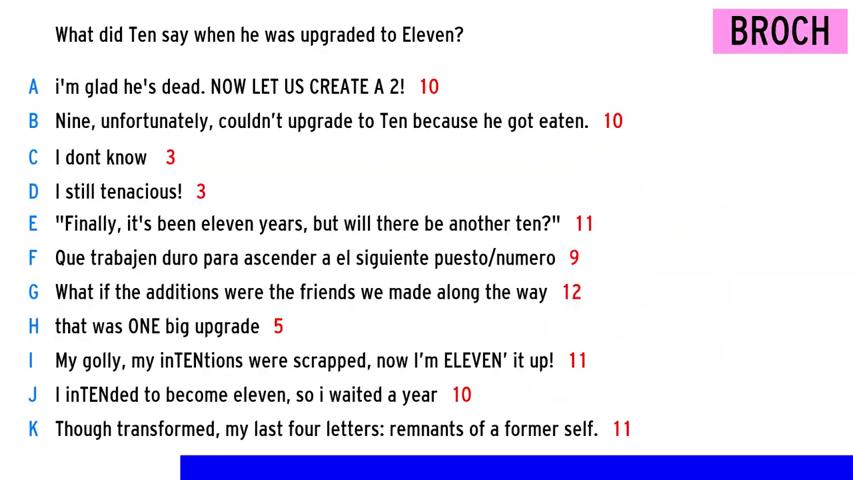 What did Ten say when he was upgraded to Eleven?
BROCH
A i'm glad he's dead. NOW LET US CREATE A 2! 10
B Nine, unfortunately, couldn't upgrade to Ten because he got eaten. 10
C I dont know 3
D I still tenacious! 3
E "Finally, it's been eleven years, but will there be another ten?" 11
F Que trabajen duro para ascender a el siguiente puesto/numero 9
G What if the additions were the friends we made along the way 12
H that was ONE big upgrade 5
I My golly, my inTENtions were scrapped, now I'm ELEVEN' it up! 11
J I inTENded to become eleven, so i waited a year 10
K Though transformed, my last four letters: remnants of a former self. 11